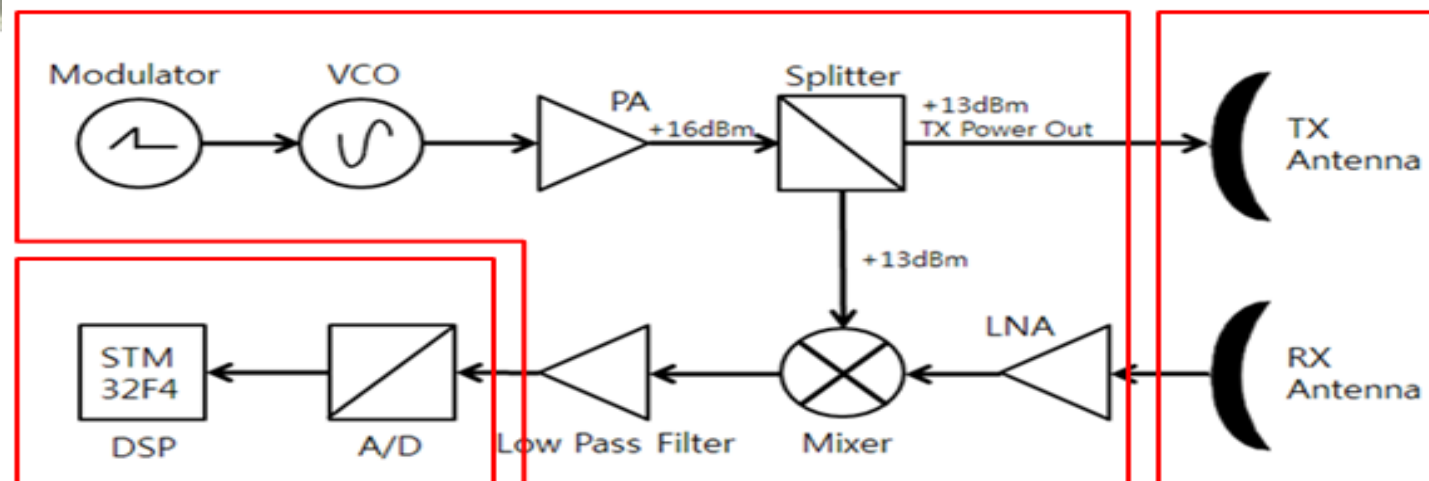 Modulator
VCO
PA
Splitter
+16dBm
+13dBm
TX Power Out
TX
Antenna
+13dBm
LNA
STM
32F4
RX
Antenna
DSP
A/D
Low Pass Filter
Mixer